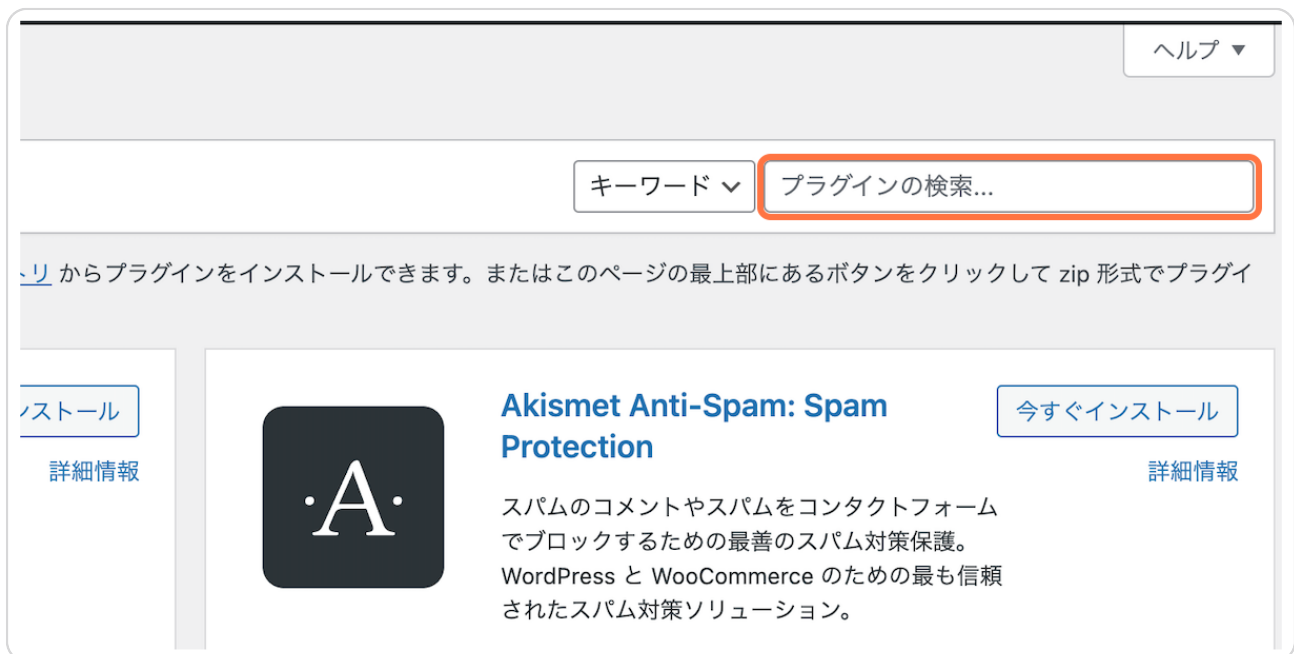 ヘルプ ▼
キーワード プラグインの検索...
トリ からプラグインをインストールできます。またはこのページの最上部にあるボタンをクリックして zip 形式でプラグイ
ンストール
詳細情報
·A·
Akismet Anti-Spam: Spam
Protection
今すぐインストール
詳細情報
スパムのコメントやスパムをコンタクトフォーム
でブロックするための最善のスパム対策保護。
WordPress と WooCommerce のための最も信頼
されたスパム対策ソリューション。